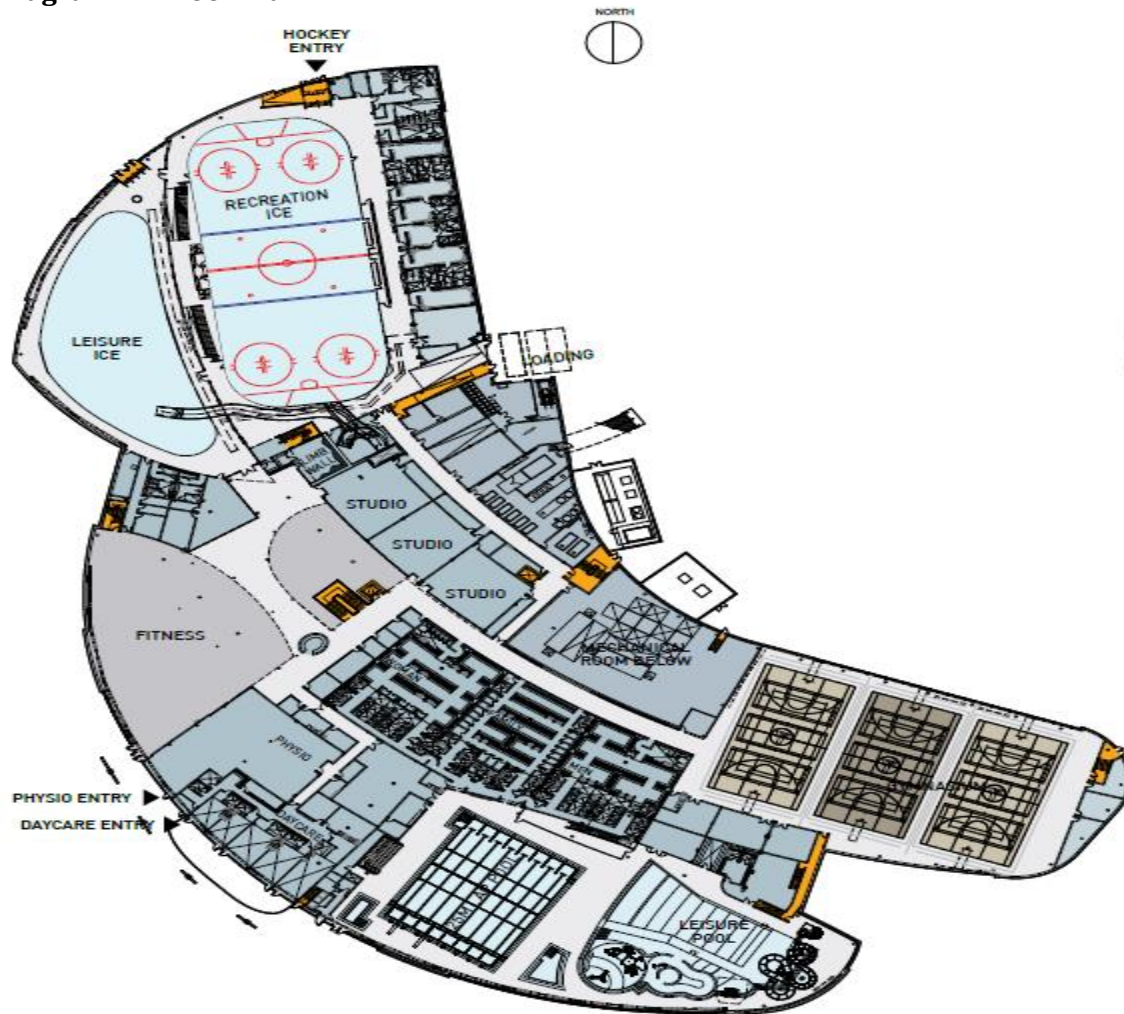 NORTH
HOCKEY
ENTRY
RECREATION
ICE
LEISURE
ICE
LOADING
WALL
STUDIO
STUDIO
STUDIO
FITNESS
MECHANICAL
ROOM BELOW
PHYSIO
PHYSIO ENTRY
DAYCARE ENTRY
DAYCARE
LEISURE
POOL